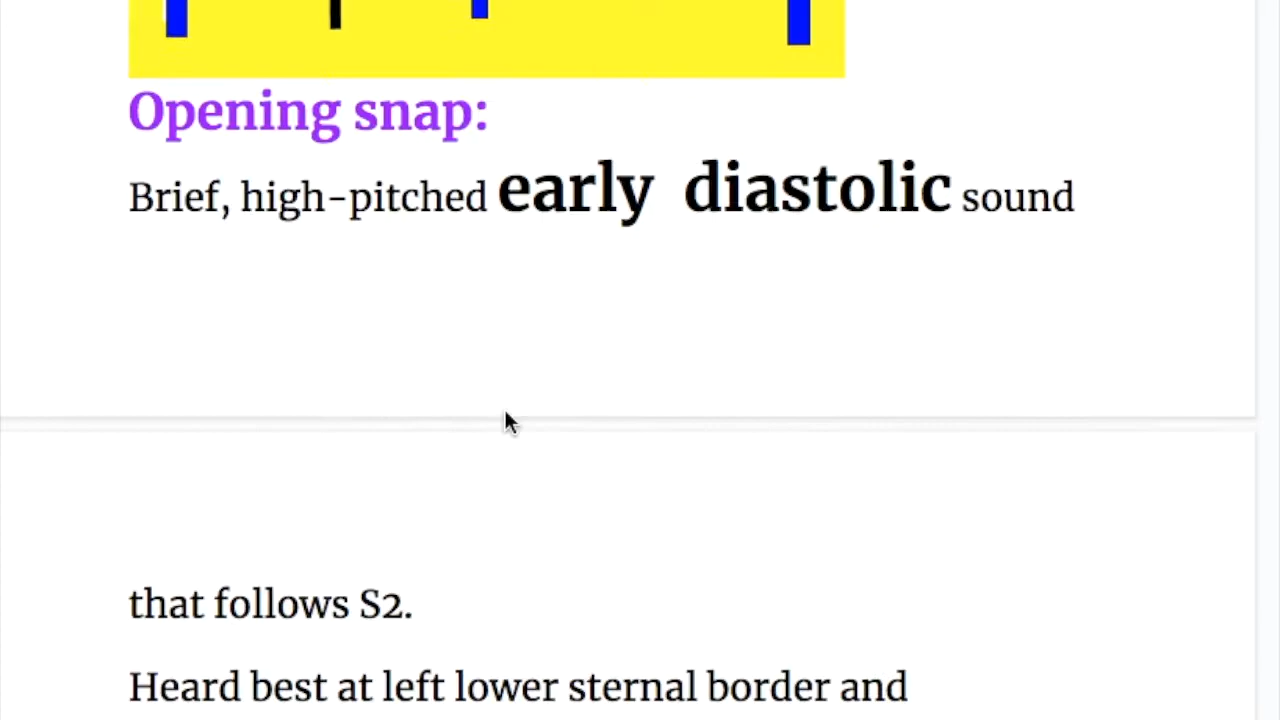 Opening snap:
Brief, high-pitched early diastolic sound
that follows S2.
Heard best at left lower sternal border and